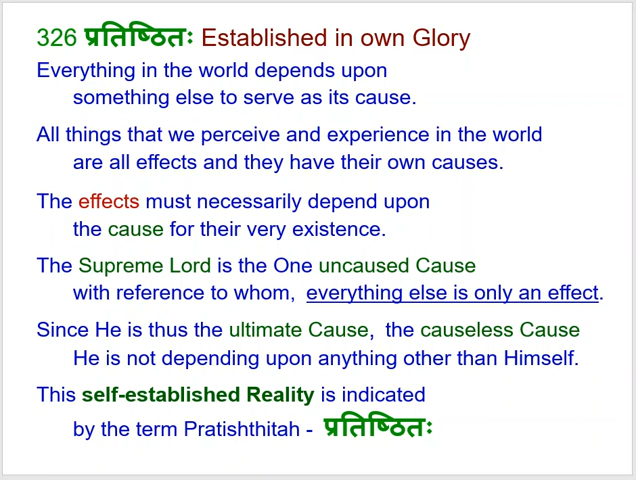 326 प्रतिष्ठितः Established in own Glory
Everything in the world depends upon
something else to serve as its cause.
All things that we perceive and experience in the world
are all effects and they have their own causes.
The effects must necessarily depend upon
the cause for their very existence.
The Supreme Lord is the One uncaused Cause
with reference to whom, everything else is only an effect.
Since He is thus the ultimate Cause, the causeless Cause
He is not depending upon anything other than Himself.
This self-established Reality is indicated
by the term Pratishthitah - प्रतिष्ठितः